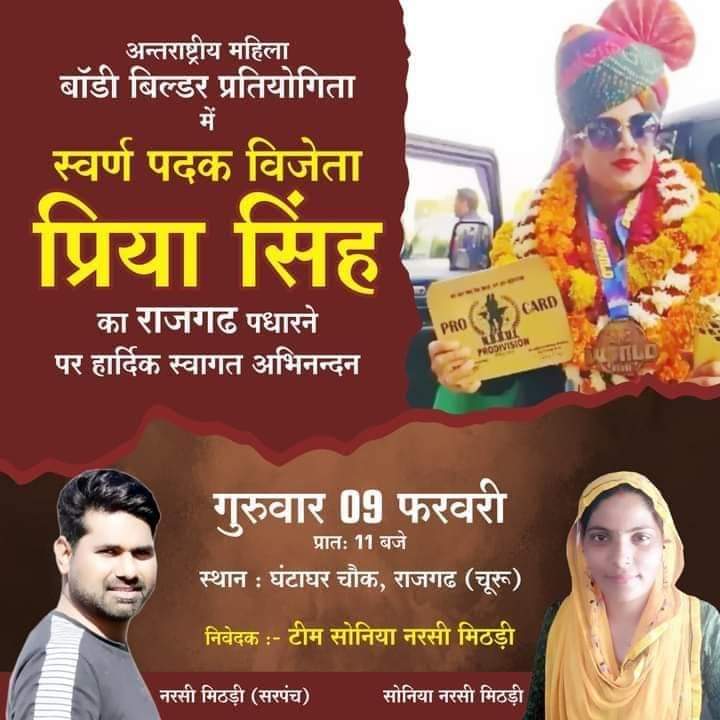 अन्तराष्ट्रीय महिला
बॉडी बिल्डर प्रतियोगिता
में
स्वर्ण पदक विजेता
प्रिया सिंह
का राजगढ पधारने
पर हार्दिक स्वागत अभिनन्दन
PRO CARD
PRODIVISION
WORLD
गुरुवार 09 फरवरी
प्रातः 11 बजे
स्थान : घंटाघर चौक, राजगढ (चूरू)
निवेदक :- टीम सोनिया नरसी मिठड़ी
नरसी मिठड़ी (सरपंच)
सोनिया नरसी मिठड़ी